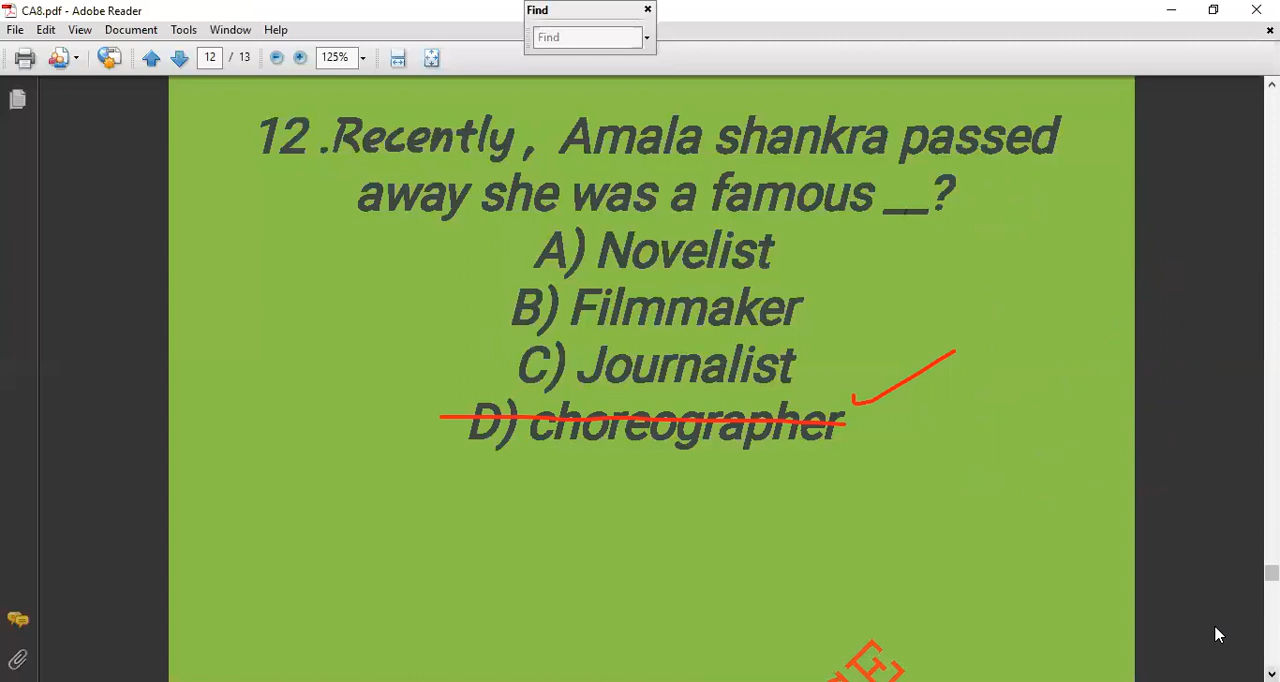 CA8.pdf - Adobe Reader
Find
File Edit View Document Tools Window Help
Find
12 / 13 125%
12 .Recently, Amala shankra passed
away she was a famous __?
A) Novelist
B) Filmmaker
C) Journalist
D) choreographer